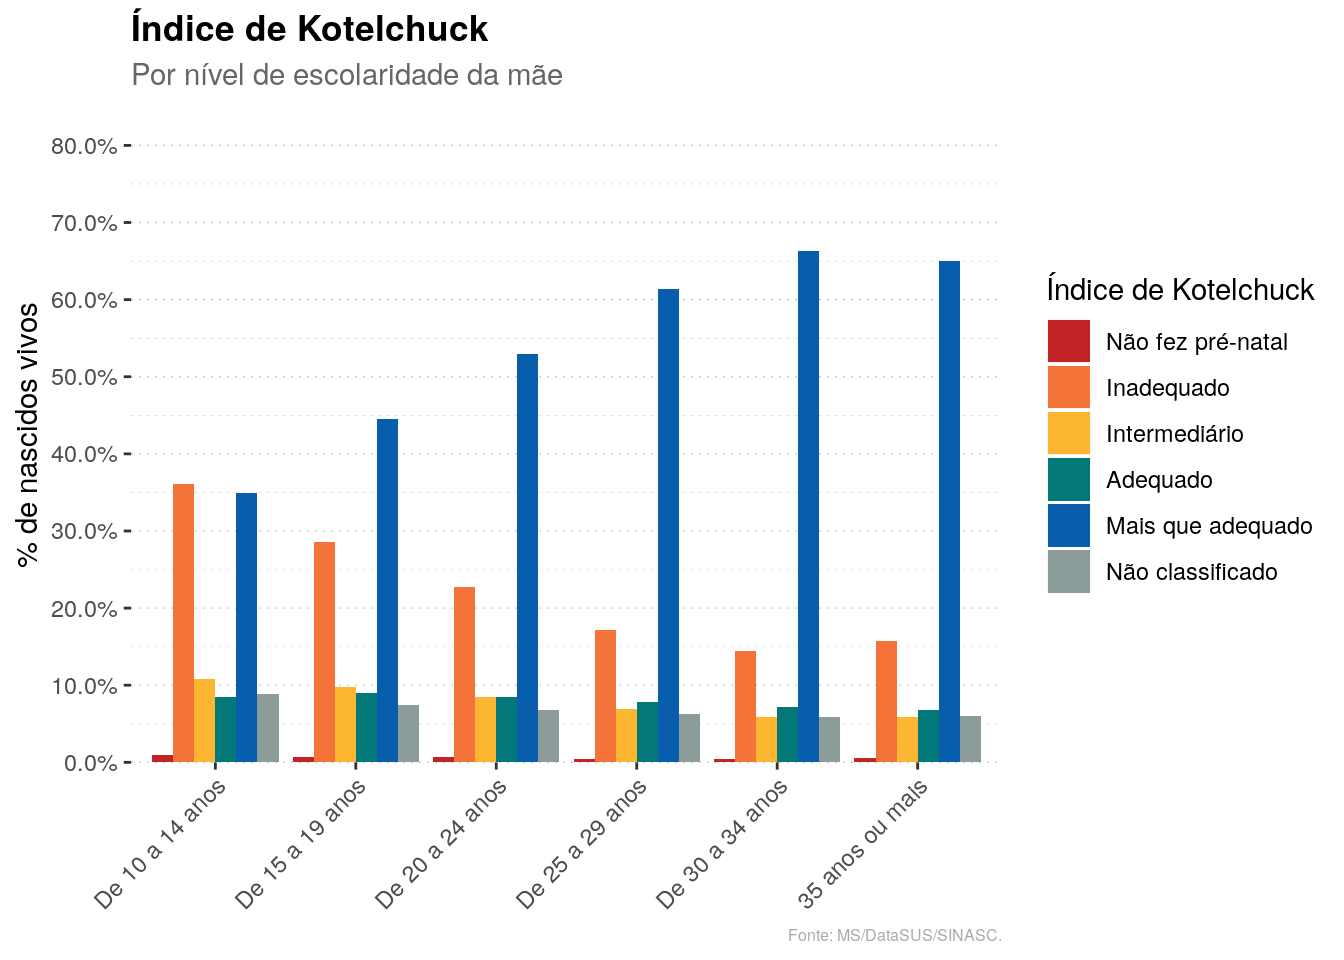 Índice de Kotelchuck
Por nível de escolaridade da mãe
80.0%
70.0%
60.0%
50.0%
40.0%
30.0%
20.0%
10.0%
0.0%
% de nascidos vivos
De 10 a 14 anos
De 15 a 19 anos
De 20 a 24 anos
De 25 a 29 anos
De 30 a 34 anos
35 anos ou mais
Índice de Kotelchuck
Não fez pré-natal
Inadequado
Intermediário
Adequado
Mais que adequado
Não classificado
Fonte: MS/DataSUS/SINASC.